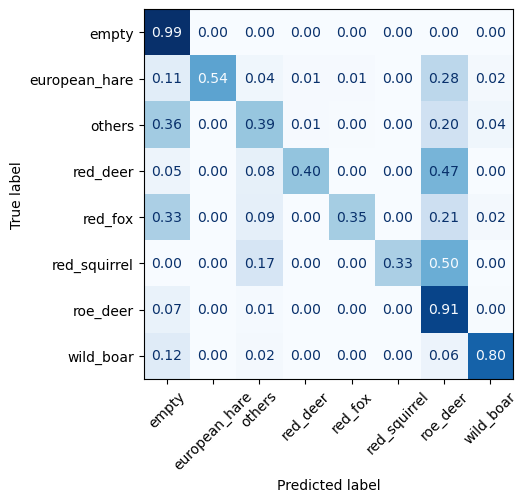 True label
empty 0.99 0.00 0.00 0.00 0.00 0.00 0.00 0.00
european_hare 0.11 0.54 0.04 0.01 0.01 0.00 0.28 0.02
others 0.36 0.00 0.39 0.01 0.00 0.00 0.20 0.04
red_deer 0.05 0.00 0.08 0.40 0.00 0.00 0.47 0.00
red_fox 0.33 0.00 0.09 0.00 0.35 0.00 0.21 0.02
red_squirrel 0.00 0.00 0.17 0.00 0.00 0.33 0.50 0.00
roe_deer 0.07 0.00 0.01 0.00 0.00 0.00 0.91 0.00
wild_boar 0.12 0.00 0.02 0.00 0.00 0.00 0.06 0.80
empty european_hare others red_deer red_fox red_squirrel roe_deer wild_boar
Predicted label